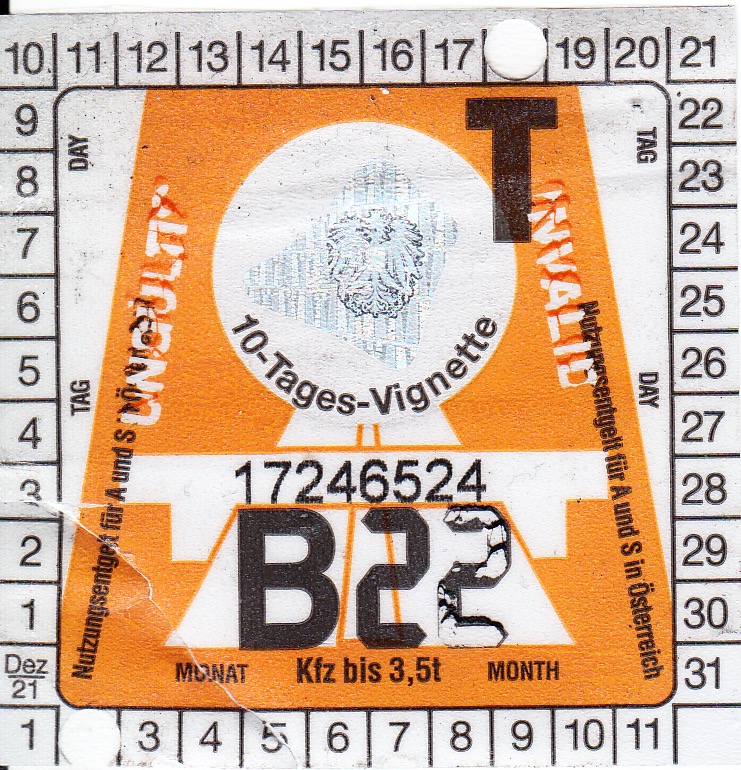 10 11 12 13 14 15 16 17 19 20 21
9 22
8 23
7 24
6 25
5 26
4 27
3 28
2 29
1 30
Dez 21 31
1 3 4 5 6 7 8 9 10 11
DAY
TAG
T
UNGÜLTIG
INVALID
10-Tages-Vignette
TAG
DAY
17246524
B22
Nutzungsentgelt für A und S in Österreich
MONAT Kfz bis 3,5t MONTH